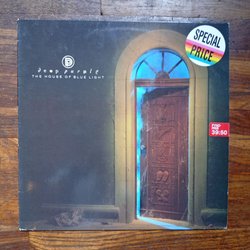 deep purple
THE HOUSE OF BLUE LIGHT
SPECIAL
PRICE
39:50